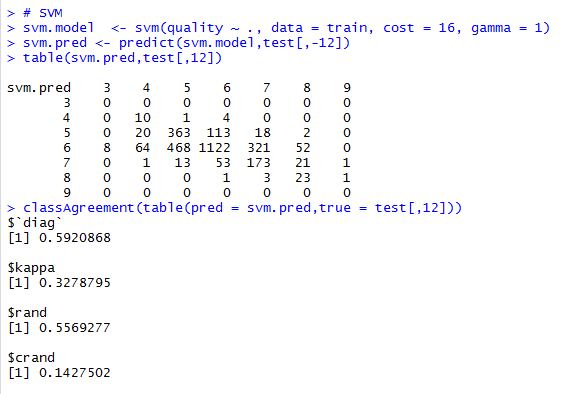 > # SVM
> svm.model  <- svm(quality ~ ., data = train, cost = 16, gamma = 1)
> svm.pred <- predict(svm.model,test[,-12])
> table(svm.pred,test[,12])
svm.pred    3    4    5    6    7    8    9
       3    0    0    0    0    0    0    0
       4    0   10    1    4    0    0    0
       5    0   20  363  113   18    2    0
       6    8   64  468 1122  321   52    0
       7    0    1   13   53  173   21    1
       8    0    0    0    1    3   23    1
       9    0    0    0    0    0    0    0
> classAgreement(table(pred = svm.pred,true = test[,12]))
$`diag`
[1] 0.5920868
$kappa
[1] 0.3278795
$rand
[1] 0.5569277
$crand
[1] 0.1427502